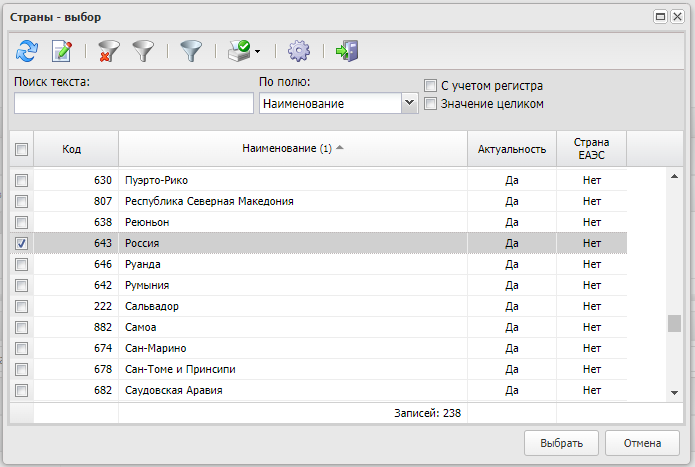 Страны - выбор
Поиск текста:
По полю:
С учетом регистра
Наименование
Значение целиком
Код Наименование (1) Актуальность Страна ЕАЭС
630 Пуэрто-Рико Да Нет
807 Республика Северная Македония Да Нет
638 Реюньон Да Нет
643 Россия Да Нет
646 Руанда Да Нет
642 Румыния Да Нет
222 Сальвадор Да Нет
882 Самоа Да Нет
674 Сан-Марино Да Нет
678 Сан-Томе и Принсипи Да Нет
682 Саудовская Аравия Да Нет
Записей: 238
Выбрать Отмена